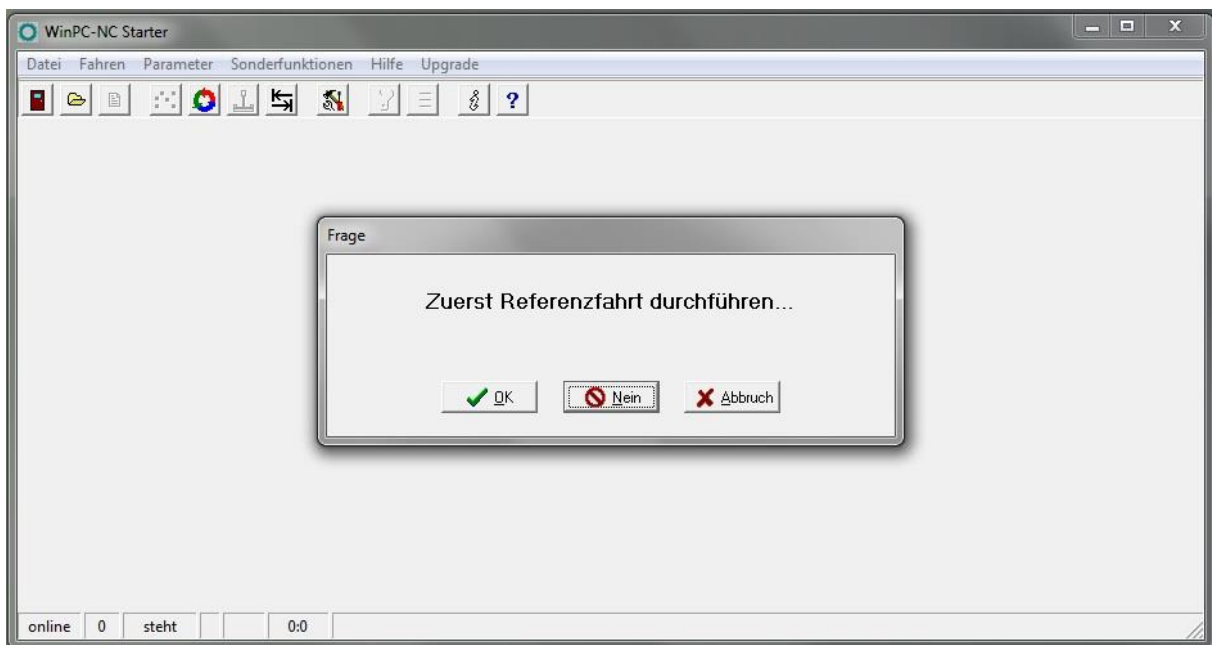 WinPC-NC Starter
Datei Fahren Parameter Sonderfunktionen Hilfe Upgrade
?
Frage
Zuerst Referenzfahrt durchführen...
OK Nein Abbruch
online 0 steht 0:0